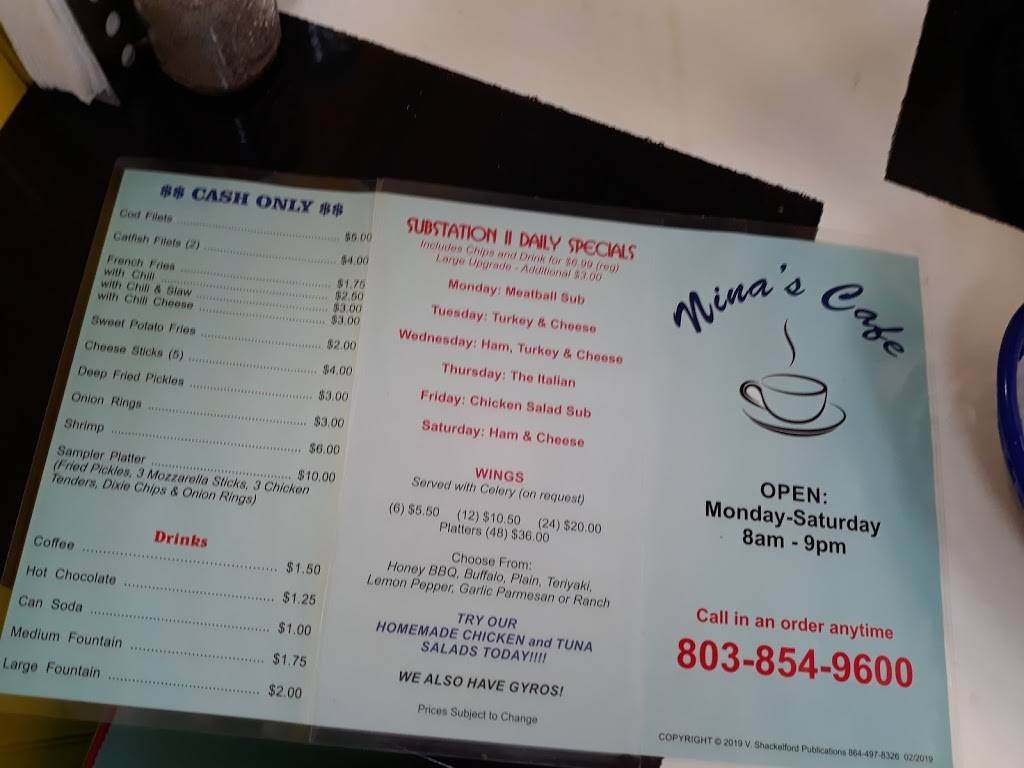 $$ CASH ONLY $$
Cod Filets ........ $5.00
Catfish Filets (2) ........ $4.00
French Fries ........ $1.75
with Chili ........ $2.50
with Chili & Slaw ........ $3.00
with Chili Cheese ........ $3.00
Sweet Potato Fries ........ $2.00
Cheese Sticks (5) ........ $4.00
Deep Fried Pickles ........ $3.00
Onion Rings ........ $3.00
Shrimp ........ $6.00
Sampler Platter ........ $10.00
(Fried Pickles, 3 Mozzarella Sticks, 3 Chicken
Tenders, Dixie Chips & Onion Rings)
Drinks
Coffee ........ $1.50
Hot Chocolate ........ $1.25
Can Soda ........ $1.00
Medium Fountain ........ $1.75
Large Fountain ........ $2.00
SUBSTATION II DAILY SPECIALS
Includes Chips and Drink for $6.99 (reg)
Large Upgrade - Additional $3.00
Monday: Meatball Sub
Tuesday: Turkey & Cheese
Wednesday: Ham, Turkey & Cheese
Thursday: The Italian
Friday: Chicken Salad Sub
Saturday: Ham & Cheese
WINGS
Served with Celery (on request)
(6) $5.50 (12) $10.50 (24) $20.00
Platters (48) $36.00
Choose From:
Honey BBQ, Buffalo, Plain, Teriyaki,
Lemon Pepper, Garlic Parmesan or Ranch
TRY OUR
HOMEMADE CHICKEN and TUNA
SALADS TODAY!!!!
WE ALSO HAVE GYROS!
Prices Subject to Change
Nina's Cafe
OPEN:
Monday-Saturday
8am - 9pm
Call in an order anytime
803-854-9600
COPYRIGHT © 2019 V. Shackelford Publications 864-497-8326 02/2019